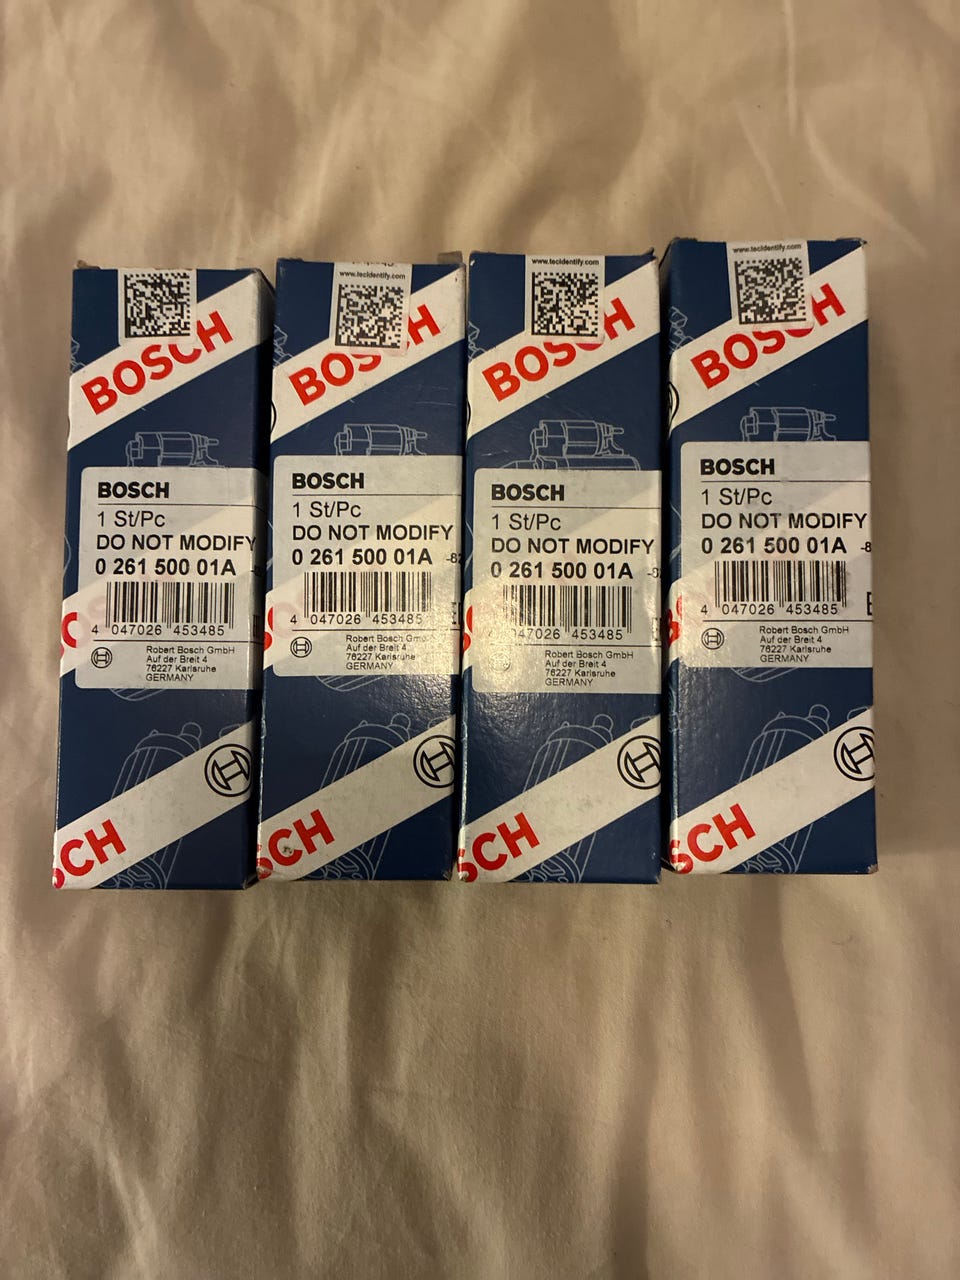 BOSCH
BOSCH
1 St/Pc
DO NOT MODIFY
0 261 500 01A
4 047026 453485
Robert Bosch GmbH
Auf der Breit 4
76227 Karlsruhe
GERMANY
SCH
www.tecidentify.com
BOSCH
BOSCH
1 St/Pc
DO NOT MODIFY
0 261 500 01A
4 047026 453485
Robert Bosch Gm
Auf der Breit 4
76227 Karlsruhe
GERMANY
SCH
www.tecidentify.com
BOSCH
BOSCH
1 St/Pc
DO NOT MODIFY
0 261 500 01A
4 047026 453485
Robert Bosch GmbH
Auf der Breit 4
76227 Karlsruhe
GERMANY
SCH
www.tecidentify.com
BOSCH
BOSCH
1 St/Pc
DO NOT MODIFY
0 261 500 01A -8
4 047026 453485
Robert Bosch GmbH
Auf der Breit 4
76227 Karlsruhe
GERMANY
SCH